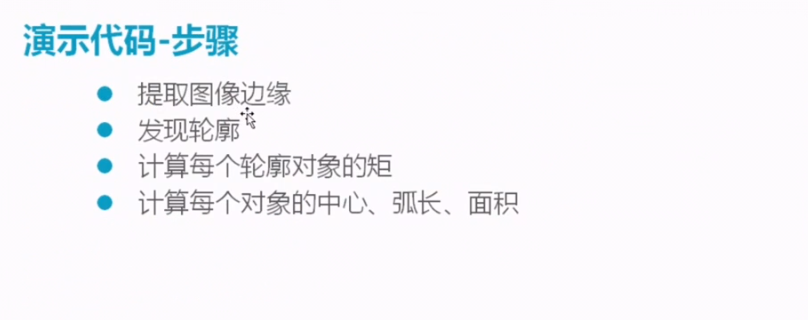 演示代码-步骤
提取图像边缘
发现轮廓
计算每个轮廓对象的矩
计算每个对象的中心、弧长、面积